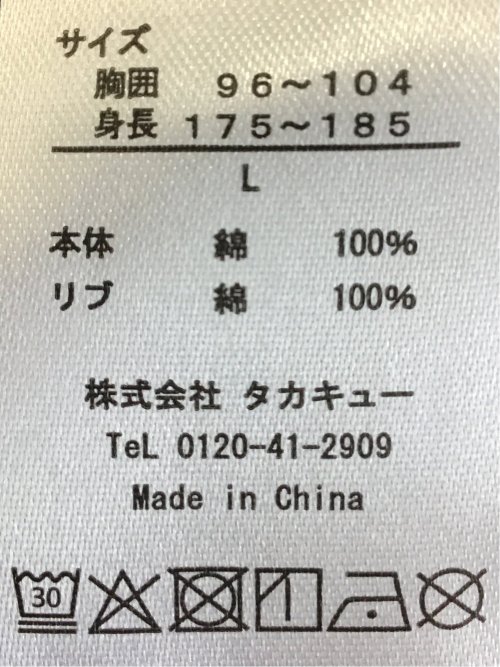 サイズ
胸囲 96～104
身長 175～185
L
本体 綿 100%
リブ 綿 100%
株式会社 タカキュー
TeL 0120-41-2909
Made in China
30